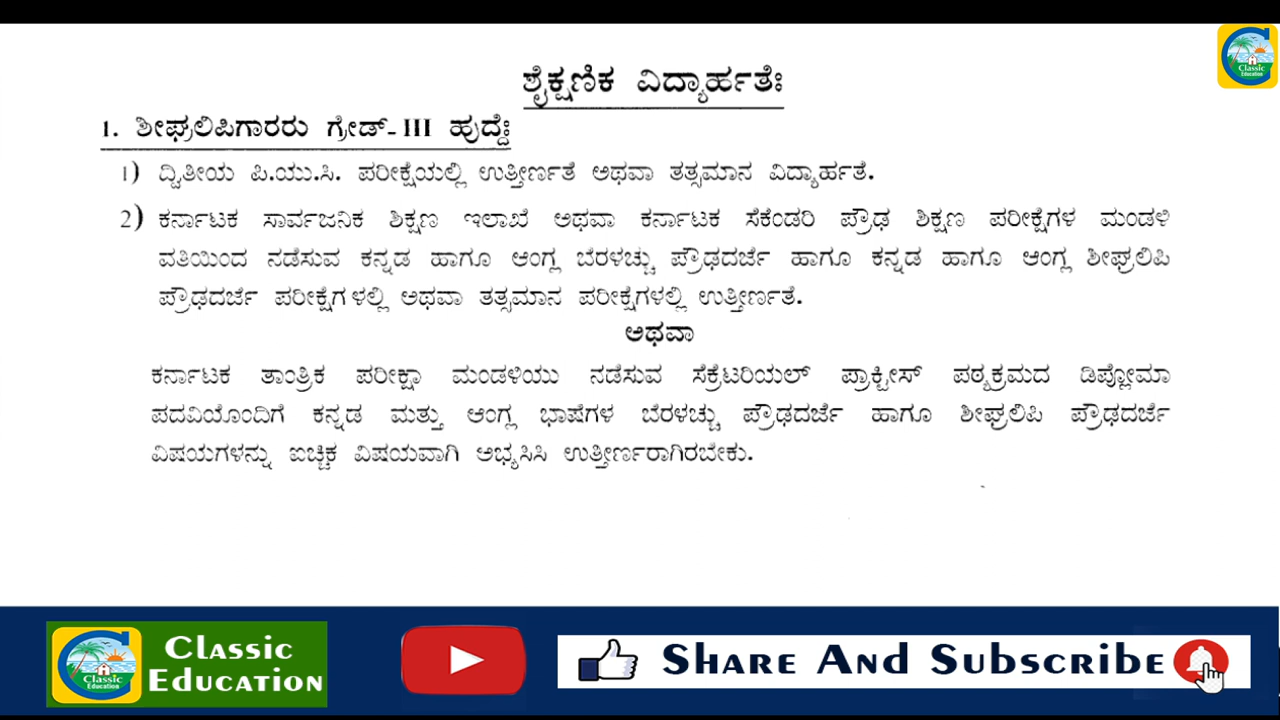 Classic
Education
ಶೈಕ್ಷಣಿಕ ವಿದ್ಯಾರ್ಹತೆಃ
1. ಶೀಘ್ರಲಿಪಿಗಾರರು ಗ್ರೇಡ್-III ಹುದ್ದೆಃ
1) ದ್ವಿತೀಯ ಪಿ.ಯು.ಸಿ. ಪರೀಕ್ಷೆಯಲ್ಲಿ ಉತ್ತೀರ್ಣತೆ ಅಥವಾ ತತ್ಸಮಾನ ವಿದ್ಯಾರ್ಹತೆ.
2) ಕರ್ನಾಟಕ ಸಾರ್ವಜನಿಕ ಶಿಕ್ಷಣ ಇಲಾಖೆ ಅಥವಾ ಕರ್ನಾಟಕ ಸೆಕೆಂಡರಿ ಪ್ರೌಢ ಶಿಕ್ಷಣ ಪರೀಕ್ಷೆಗಳ ಮಂಡಳಿ
ವತಿಯಿಂದ ನಡೆಸುವ ಕನ್ನಡ ಹಾಗೂ ಆಂಗ್ಲ ಬೆರಳಚ್ಚು ಪ್ರೌಢದರ್ಜೆ ಹಾಗೂ ಕನ್ನಡ ಹಾಗೂ ಆಂಗ್ಲ ಶೀಘ್ರಲಿಪಿ
ಪ್ರೌಢದರ್ಜೆ ಪರೀಕ್ಷೆಗಳಲ್ಲಿ ಅಥವಾ ತತ್ಸಮಾನ ಪರೀಕ್ಷೆಗಳಲ್ಲಿ ಉತ್ತೀರ್ಣತೆ.
ಅಥವಾ
ಕರ್ನಾಟಕ ತಾಂತ್ರಿಕ ಪರೀಕ್ಷಾ ಮಂಡಳಿಯು ನಡೆಸುವ ಸೆಕ್ರೆಟರಿಯಲ್ ಪ್ರಾಕ್ಟೀಸ್ ಪಠ್ಯಕ್ರಮದ ಡಿಪ್ಲೋಮಾ
ಪದವಿಯೊಂದಿಗೆ ಕನ್ನಡ ಮತ್ತು ಆಂಗ್ಲ ಭಾಷೆಗಳ ಬೆರಳಚ್ಚು ಪ್ರೌಢದರ್ಜೆ ಹಾಗೂ ಶೀಘ್ರಲಿಪಿ ಪ್ರೌಢದರ್ಜೆ
ವಿಷಯಗಳನ್ನು ಐಚ್ಚಿಕ ವಿಷಯವಾಗಿ ಅಭ್ಯಸಿಸಿ ಉತ್ತೀರ್ಣರಾಗಿರಬೇಕು.
Classic
Education
Classic
Education
Share And Subscribe